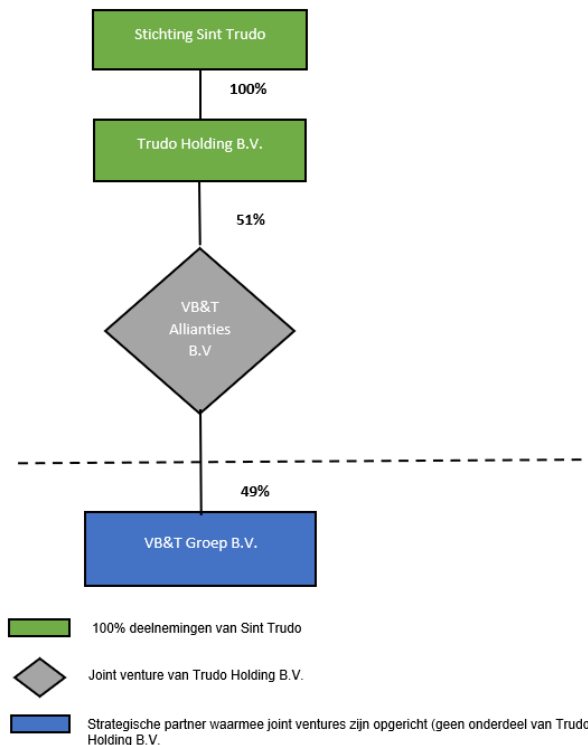 Stichting Sint Trudo
100%
Trudo Holding B.V.
51%
VB&T
Allianties
B.V
49%
VB&T Groep B.V.
100% deelnemingen van Sint Trudo
Joint venture van Trudo Holding B.V.
Strategische partner waarmee joint ventures zijn opgericht (geen onderdeel van Trudo
Holding B.V.